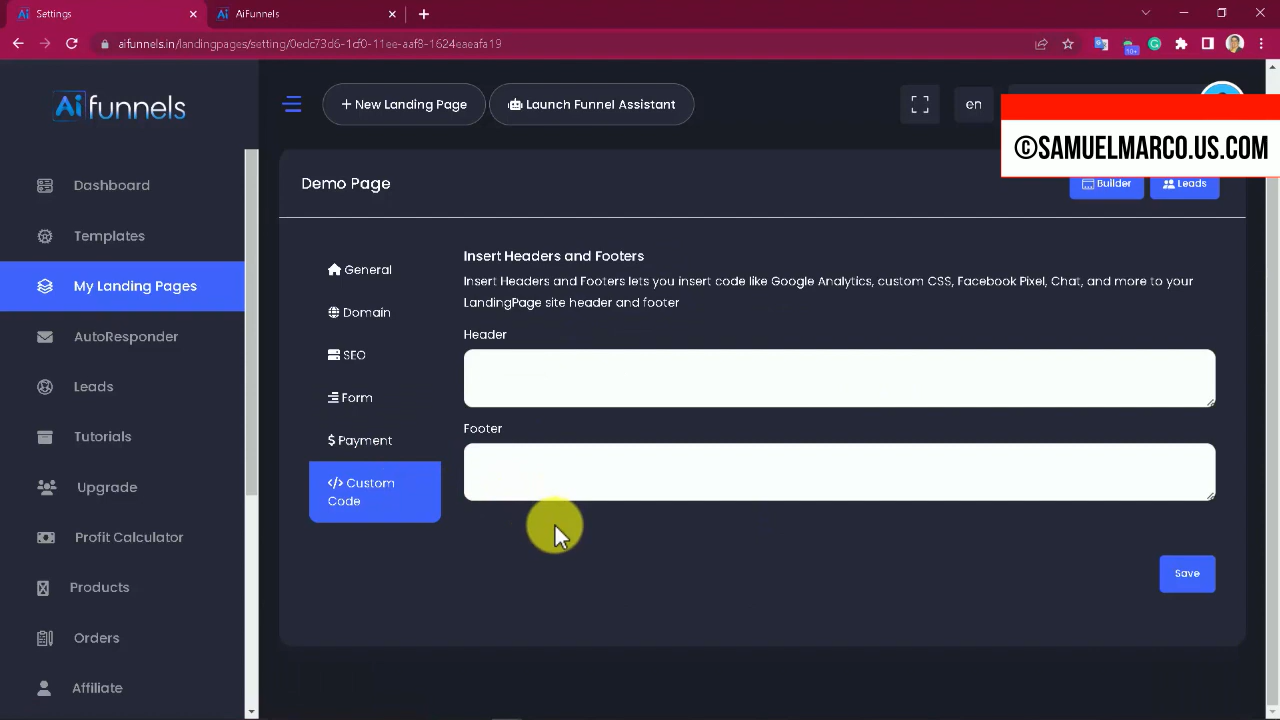 Settings
AiFunnels
aifunnels.in/landingpages/setting/0edc73d6-1cf0-11ee-aaf8-1624eaeafa19
10+
Aifunnels
+ New Landing Page
Launch Funnel Assistant
en
©SAMUELMARCO.US.COM
Dashboard
Templates
My Landing Pages
AutoResponder
Leads
Tutorials
Upgrade
Profit Calculator
Products
Orders
Affiliate
Demo Page
Builder
Leads
General
Domain
SEO
Form
$ Payment
</> Custom
Code
Insert Headers and Footers
Insert Headers and Footers lets you insert code like Google Analytics, custom CSS, Facebook Pixel, Chat, and more to your
LandingPage site header and footer
Header
Footer
Save